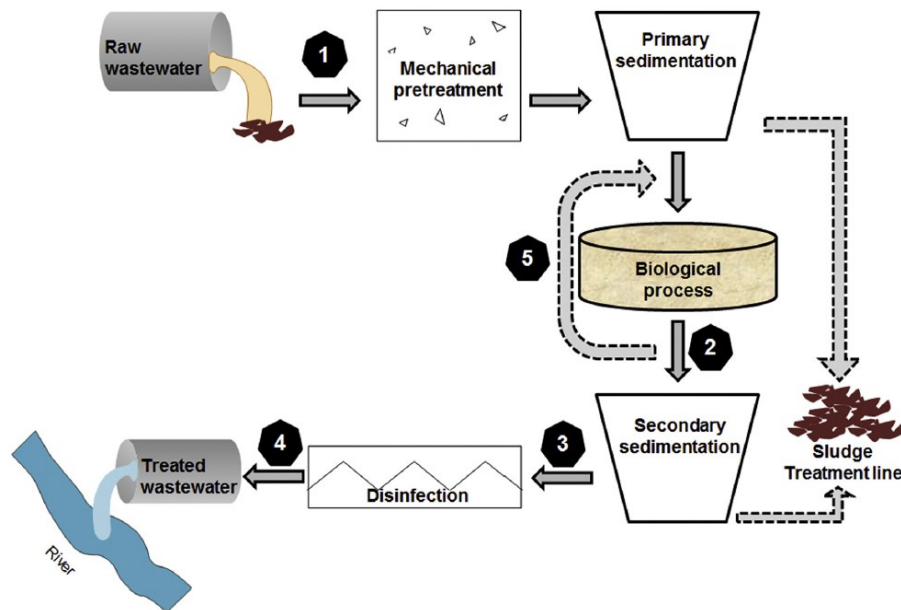 Raw
wastewater
1
Mechanical
pretreatment
Primary
sedimentation
5
Biological
process
2
Secondary
sedimentation
Sludge
Treatment line
3
Disinfection
4
Treated
wastewater
River